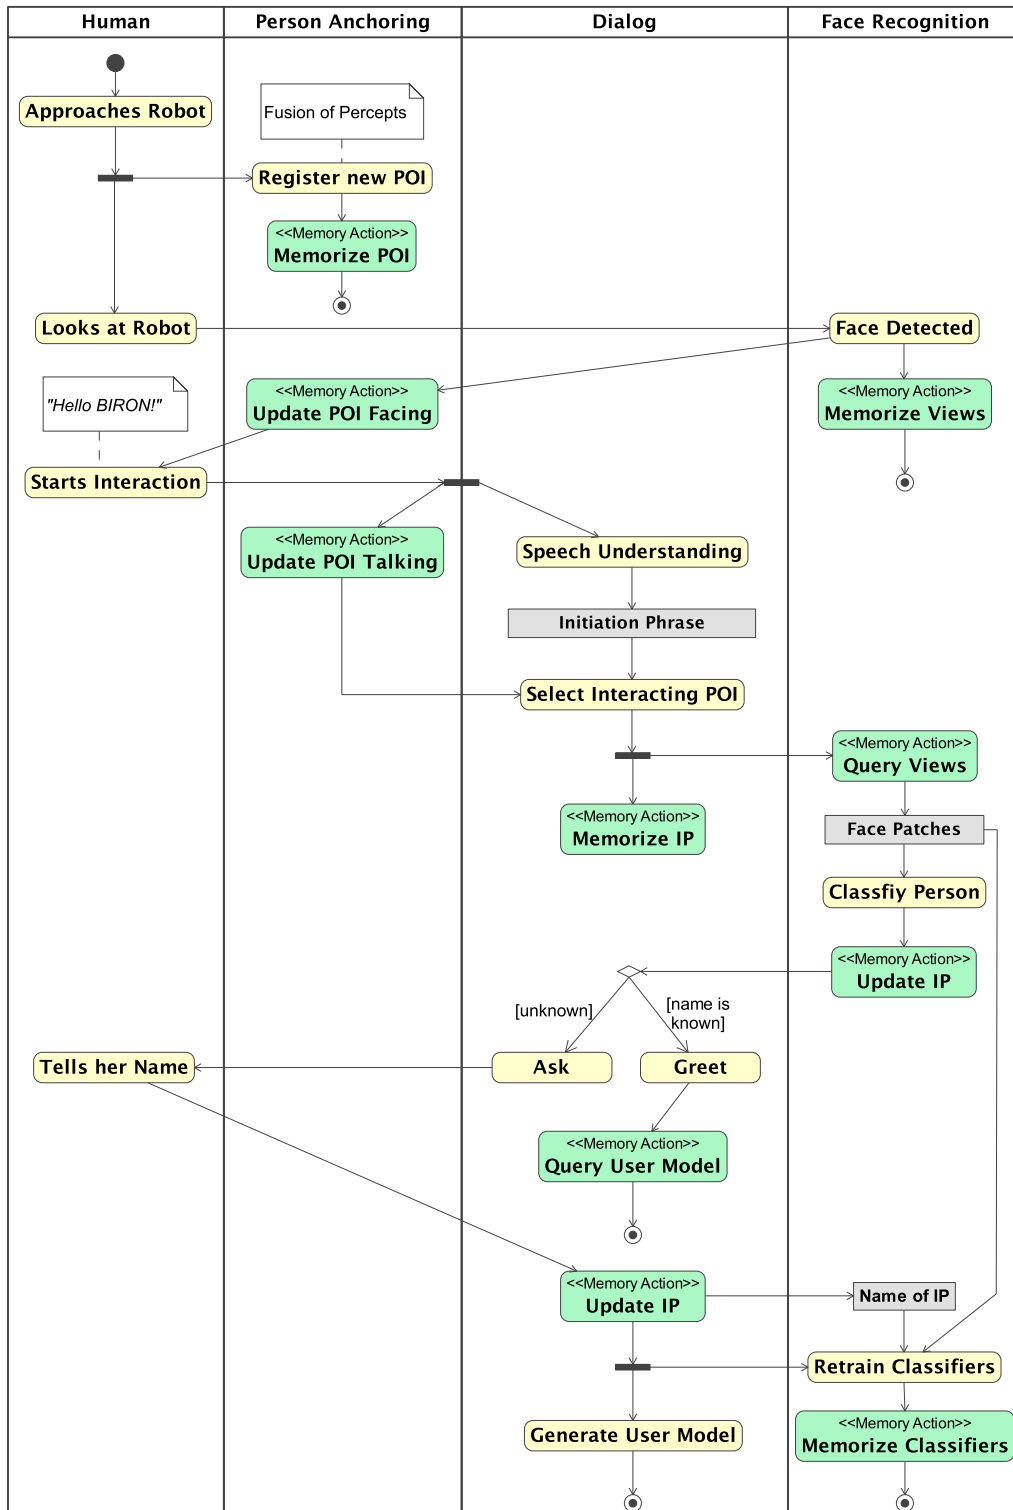 Human
Person Anchoring
Dialog
Face Recognition
Approaches Robot
Fusion of Percepts
Register new POI
<<Memory Action>>
Memorize POI
Looks at Robot
Face Detected
"Hello BIRON!"
<<Memory Action>>
Update POI Facing
<<Memory Action>>
Memorize Views
Starts Interaction
<<Memory Action>>
Update POI Talking
Speech Understanding
Initiation Phrase
Select Interacting POI
<<Memory Action>>
Query Views
<<Memory Action>>
Memorize IP
Face Patches
Classfiy Person
<<Memory Action>>
Update IP
[unknown]
[name is
known]
Tells her Name
Ask
Greet
<<Memory Action>>
Query User Model
<<Memory Action>>
Update IP
Name of IP
Retrain Classifiers
Generate User Model
<<Memory Action>>
Memorize Classifiers